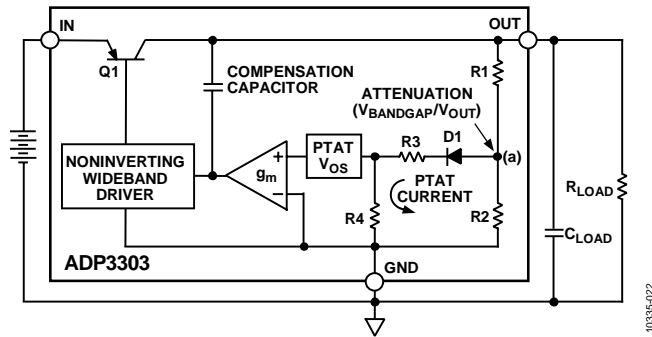 IN
OUT
Q1
COMPENSATION
CAPACITOR
R1
ATTENUATION
(VBANDGAP/VOUT)
NONINVERTING
WIDEBAND
DRIVER
gm
+
−
PTAT
VOS
R3
D1
(a)
PTAT
CURRENT
R4
R2
RLOAD
CLOAD
ADP3303
GND
10335-022